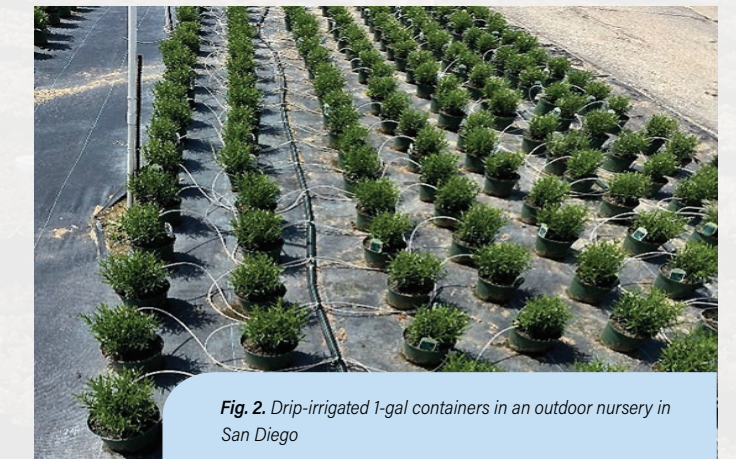 Fig. 2. Drip-irrigated 1-gal containers in an outdoor nursery in
San Diego